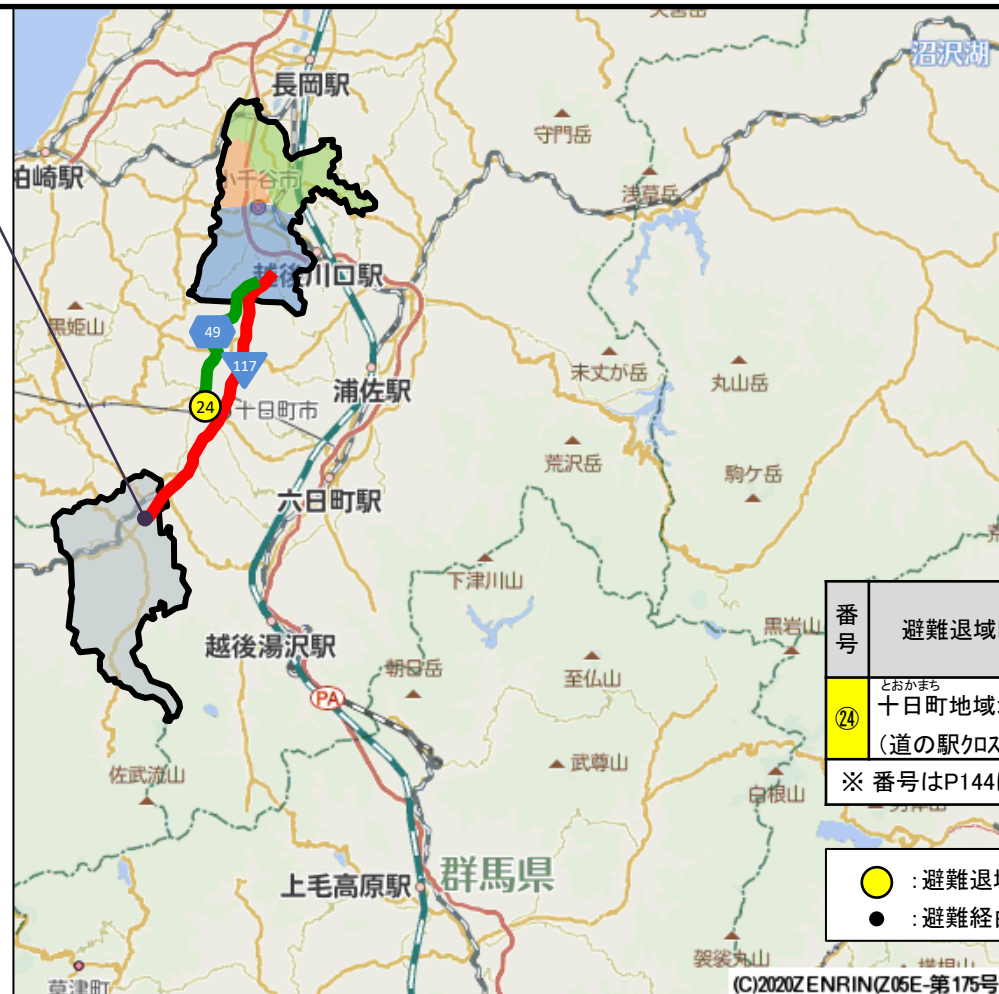 沼沢湖
長岡駅
守門岳
柏崎駅
小千谷市
浅草岳
越後川口駅
黒姫山
49
117
未丈が岳
丸山岳
浦佐駅
24
十日町市
荒沢岳
駒ケ岳
六日町駅
下津川山
黒岩山
越後湯沢駅
朝日岳
至仏山
PA
武尊山
佐武流山
白根山
上毛高原駅
群馬県
袈裟丸山
草津町
番号
避難退域
とおかまち
㉔
十日町地域
(道の駅クロス
※ 番号はP144
:避難退域
:避難経由
(C)2020ZENRIN(Z05E-第175号